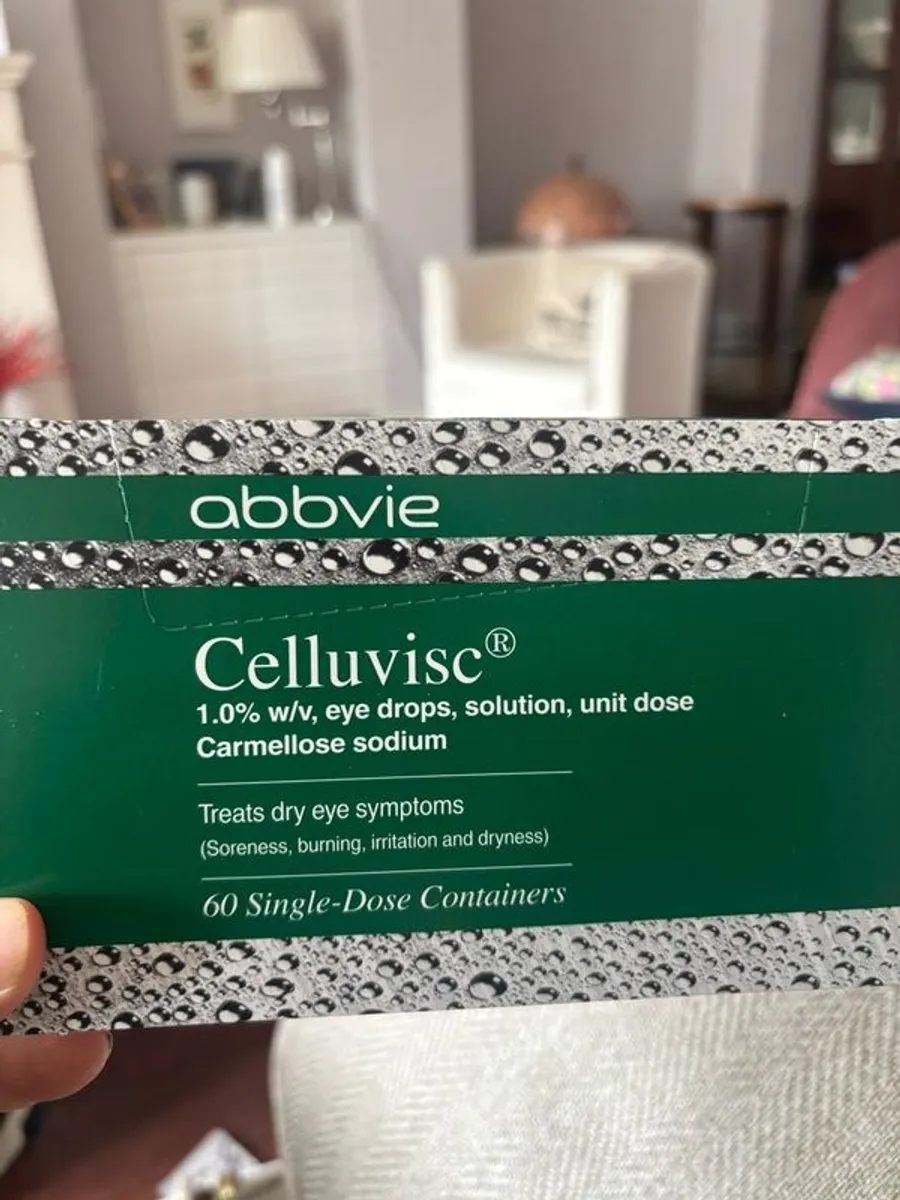 abbvie
Celluvisc®
1.0% w/v, eye drops, solution, unit dose
Carmellose sodium
Treats dry eye symptoms
(Soreness, burning, irritation and dryness)
60 Single-Dose Containers